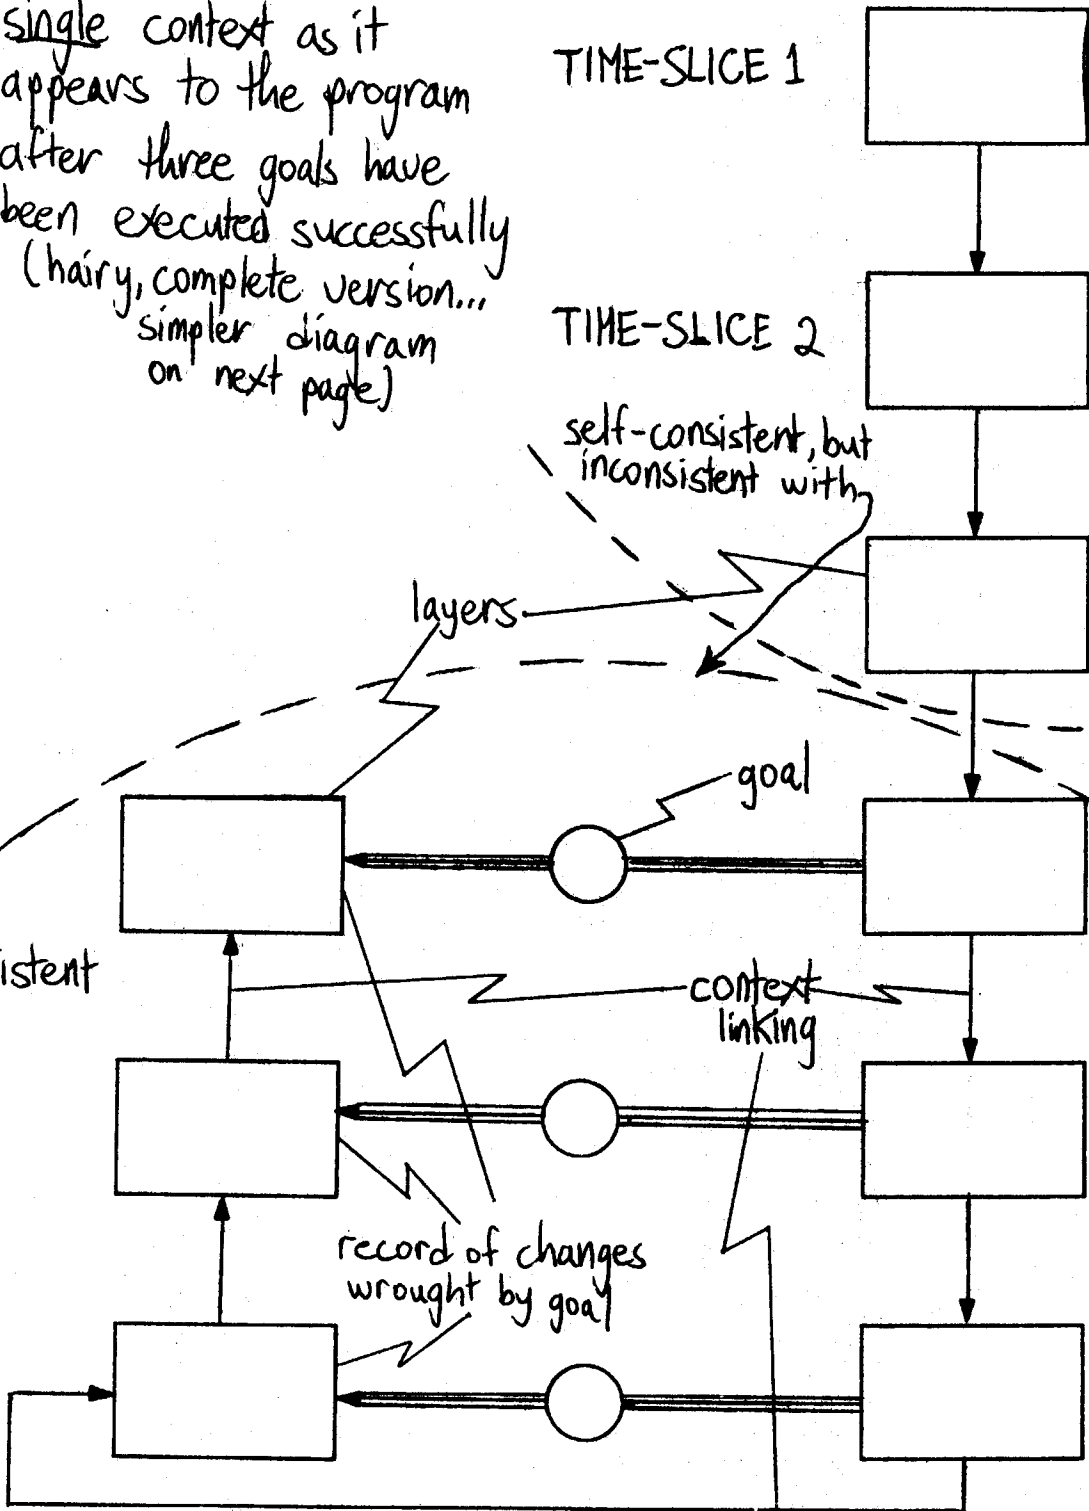 single context as it
appears to the program
after three goals have
been executed successfully
(hairy, complete version...
simpler diagram
on next page)
TIME-SLICE 1
TIME-SLICE 2
self-consistent, but
inconsistent with
layers
goal
istent
context
linking
record of changes
wrought by goal